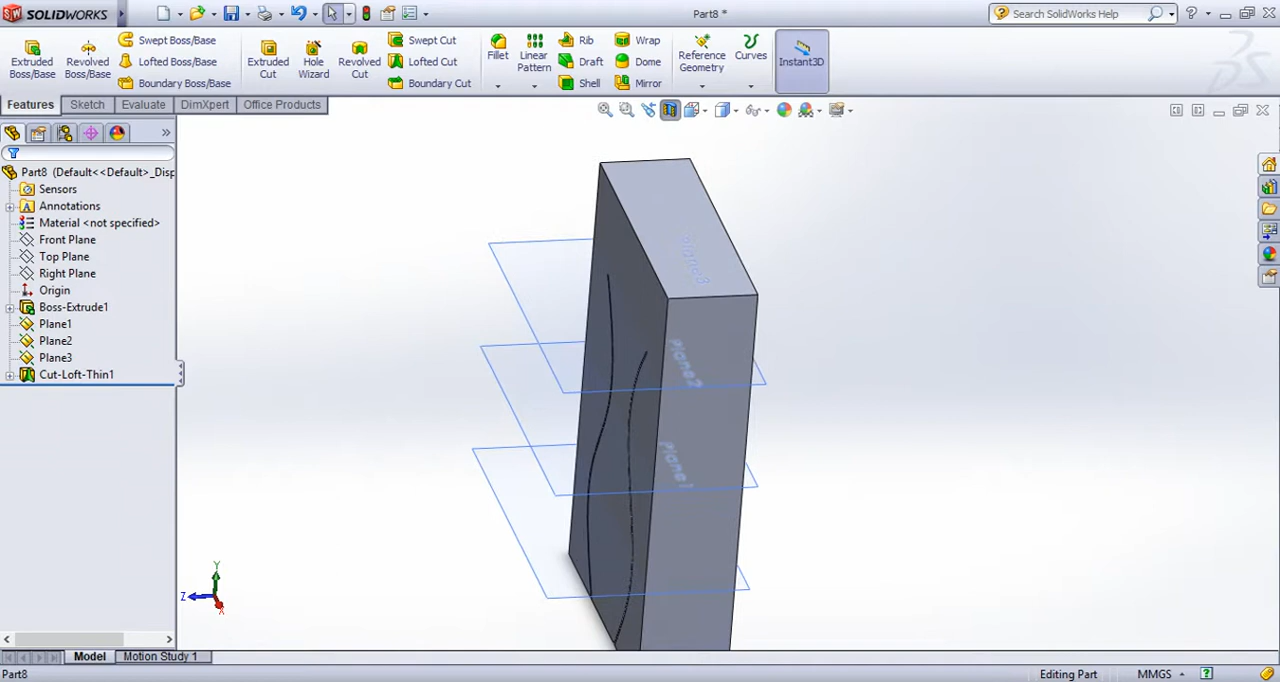 SOLIDWORKS
Part8 *
Search SolidWorks Help
Extruded Boss/Base
Revolved Boss/Base
Swept Boss/Base
Lofted Boss/Base
Boundary Boss/Base
Extruded Cut
Hole Wizard
Revolved Cut
Swept Cut
Lofted Cut
Boundary Cut
Fillet
Linear Pattern
Rib
Draft
Shell
Wrap
Dome
Mirror
Reference Geometry
Curves
Instant3D
Features
Sketch
Evaluate
DimXpert
Office Products
Part8 (Default<<Default>_Disp
Sensors
Annotations
Material <not specified>
Front Plane
Top Plane
Right Plane
Origin
Boss-Extrude1
Plane1
Plane2
Plane3
Cut-Loft-Thin1
Plane3
Plane2
Plane1
Y
Z
X
Model
Motion Study 1
Part8
Editing Part
MMGS